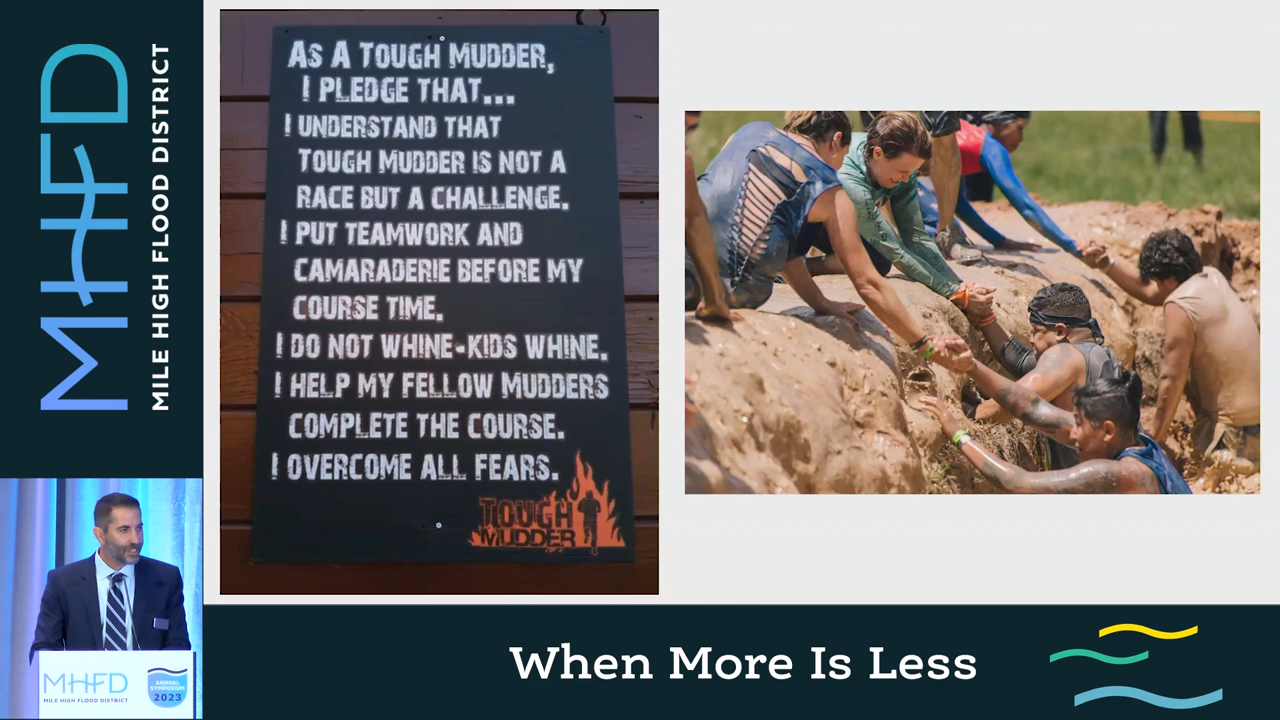 MHFD
MILE HIGH FLOOD DISTRICT
AS A TOUGH MUDDER,
I PLEDGE THAT...
I UNDERSTAND THAT
TOUGH MUDDER IS NOT A
RACE BUT A CHALLENGE.
I PUT TEAMWORK AND
CAMARADERIE BEFORE MY
COURSE TIME.
I DO NOT WHINE-KIDS WHINE.
I HELP MY FELLOW MUDDERS
COMPLETE THE COURSE.
I OVERCOME ALL FEARS.
TOUGH
MUDDER
MHFD
MILE HIGH FLOOD DISTRICT
ANNUAL
SYMPOSIUM
2023
When More Is Less